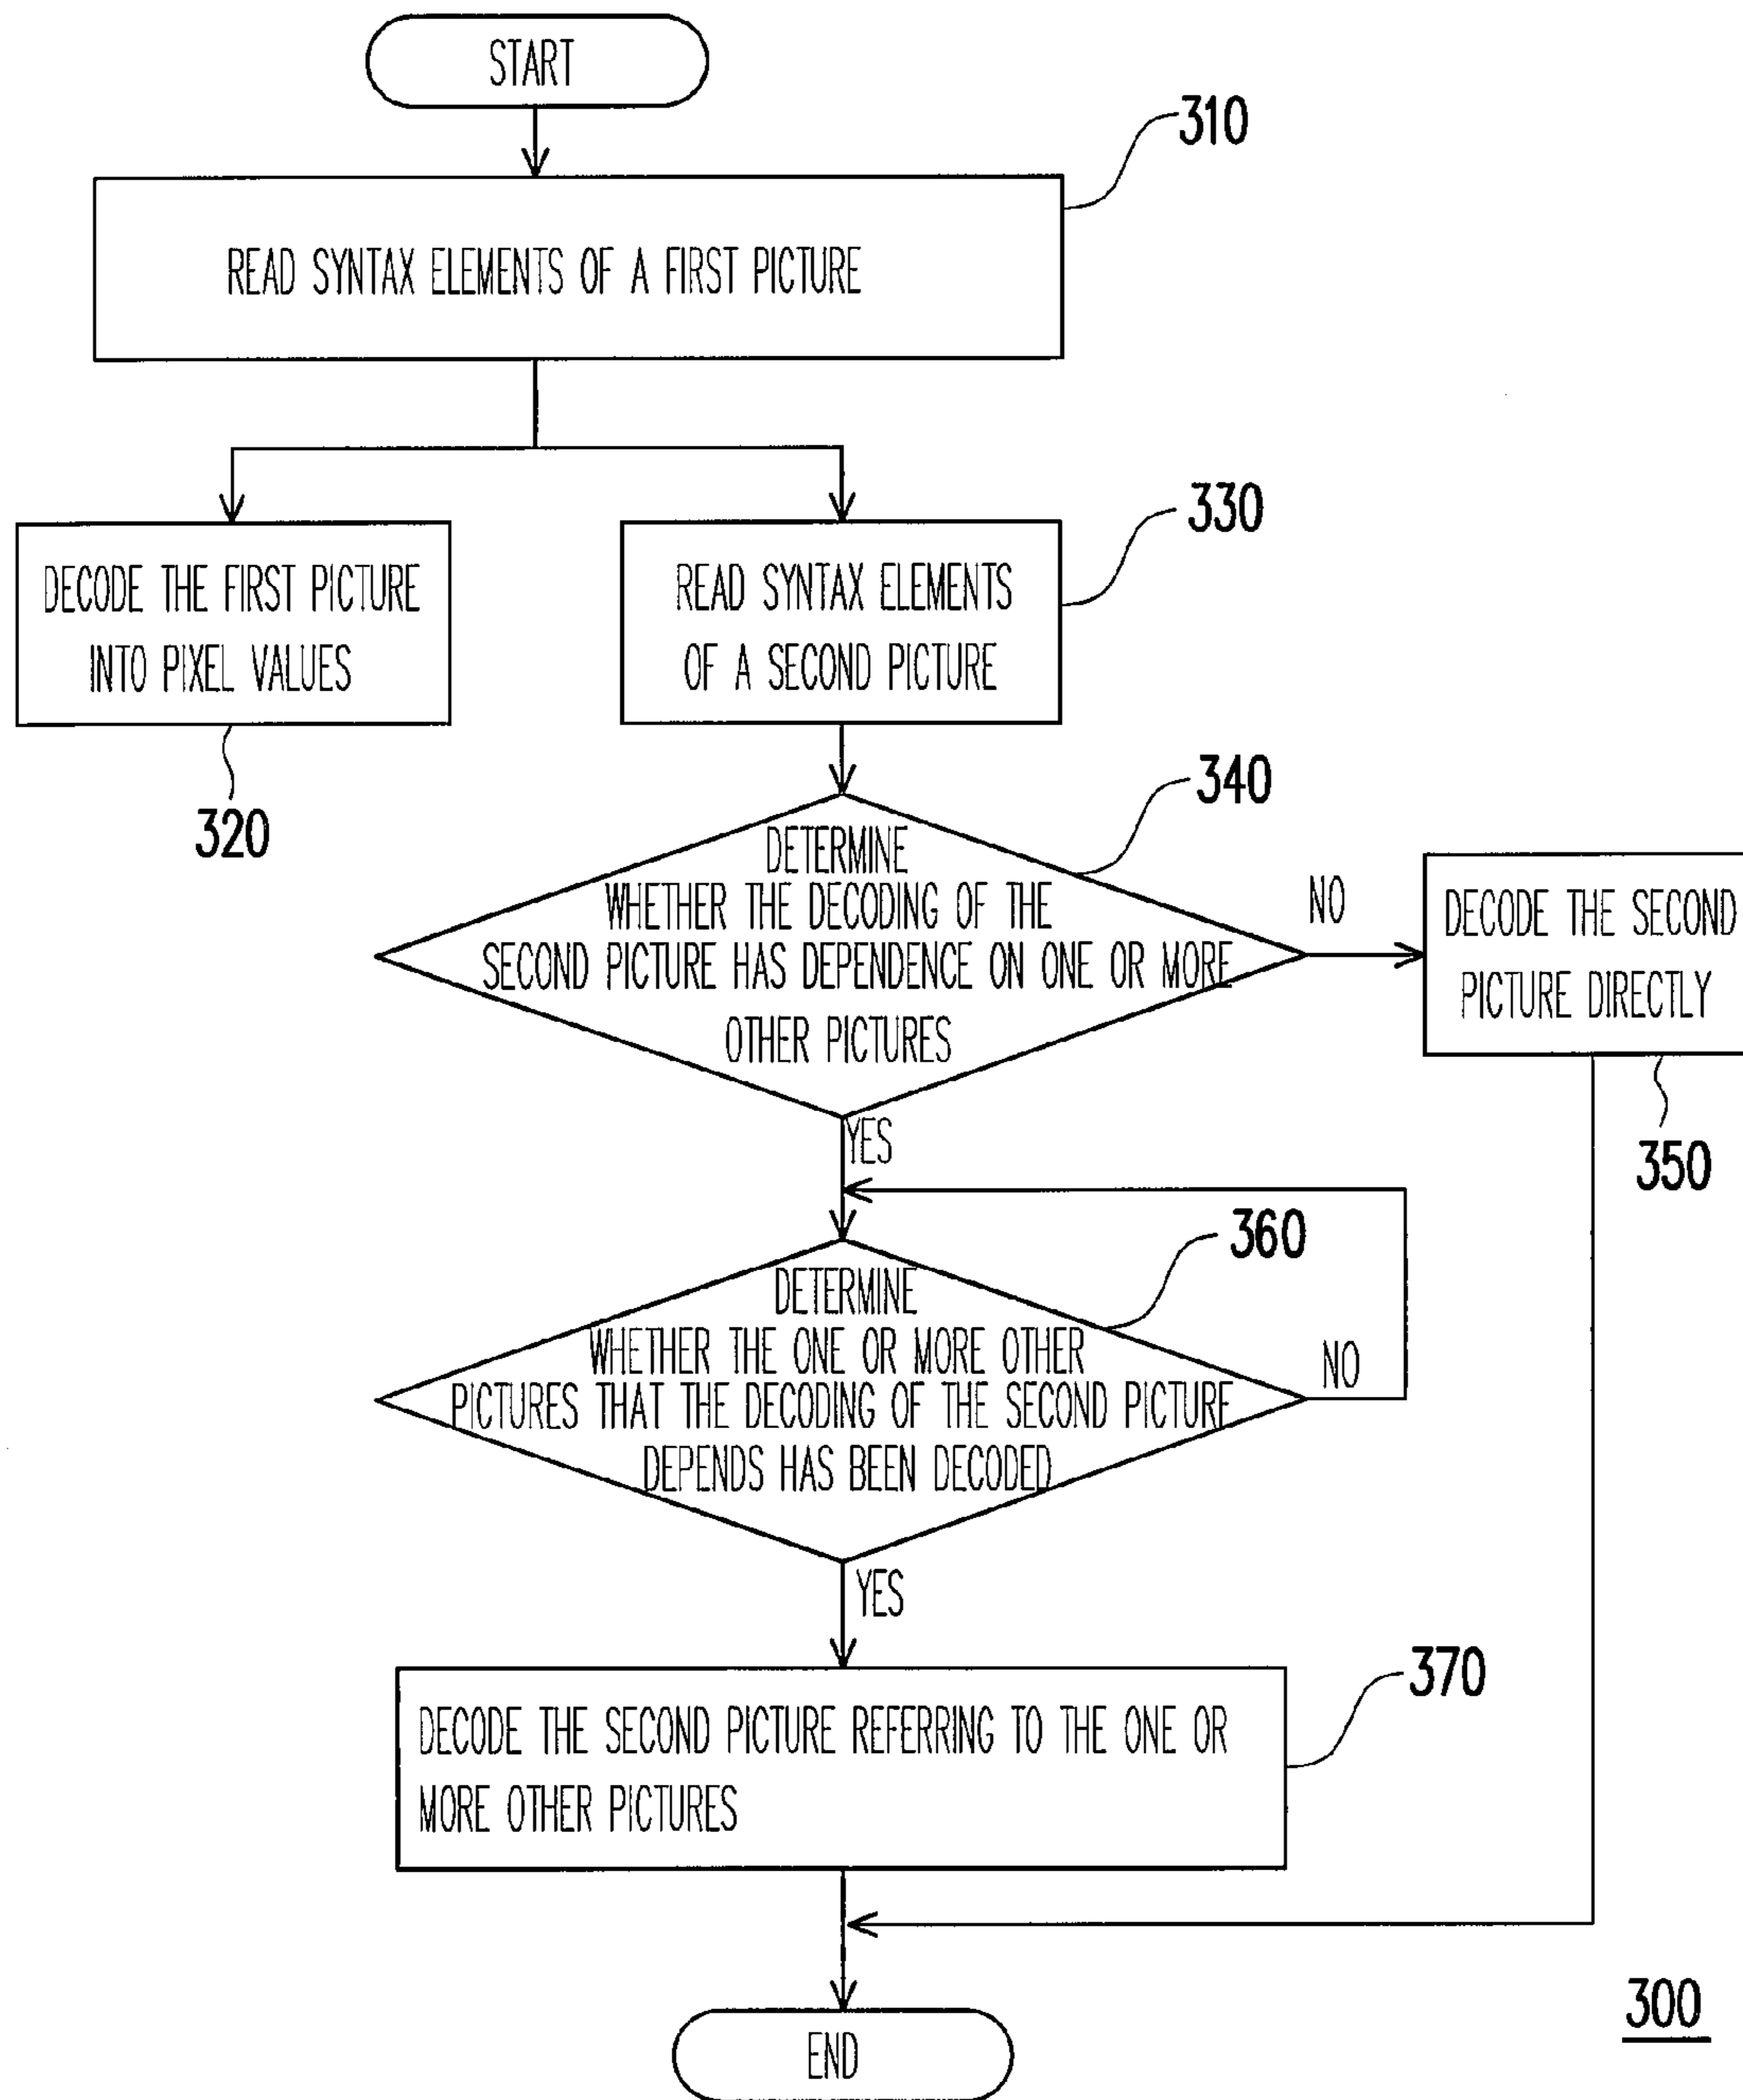 START
310
READ SYNTAX ELEMENTS OF A FIRST PICTURE
DECODE THE FIRST PICTURE
INTO PIXEL VALUES
320
330
READ SYNTAX ELEMENTS
OF A SECOND PICTURE
340
DETERMINE
WHETHER THE DECODING OF THE
SECOND PICTURE HAS DEPENDENCE ON ONE OR MORE
OTHER PICTURES
NO
DECODE THE SECOND
PICTURE DIRECTLY
350
YES
360
DETERMINE
WHETHER THE ONE OR MORE OTHER
PICTURES THAT THE DECODING OF THE SECOND PICTURE
DEPENDS HAS BEEN DECODED
NO
YES
370
DECODE THE SECOND PICTURE REFERRING TO THE ONE OR
MORE OTHER PICTURES
END
300